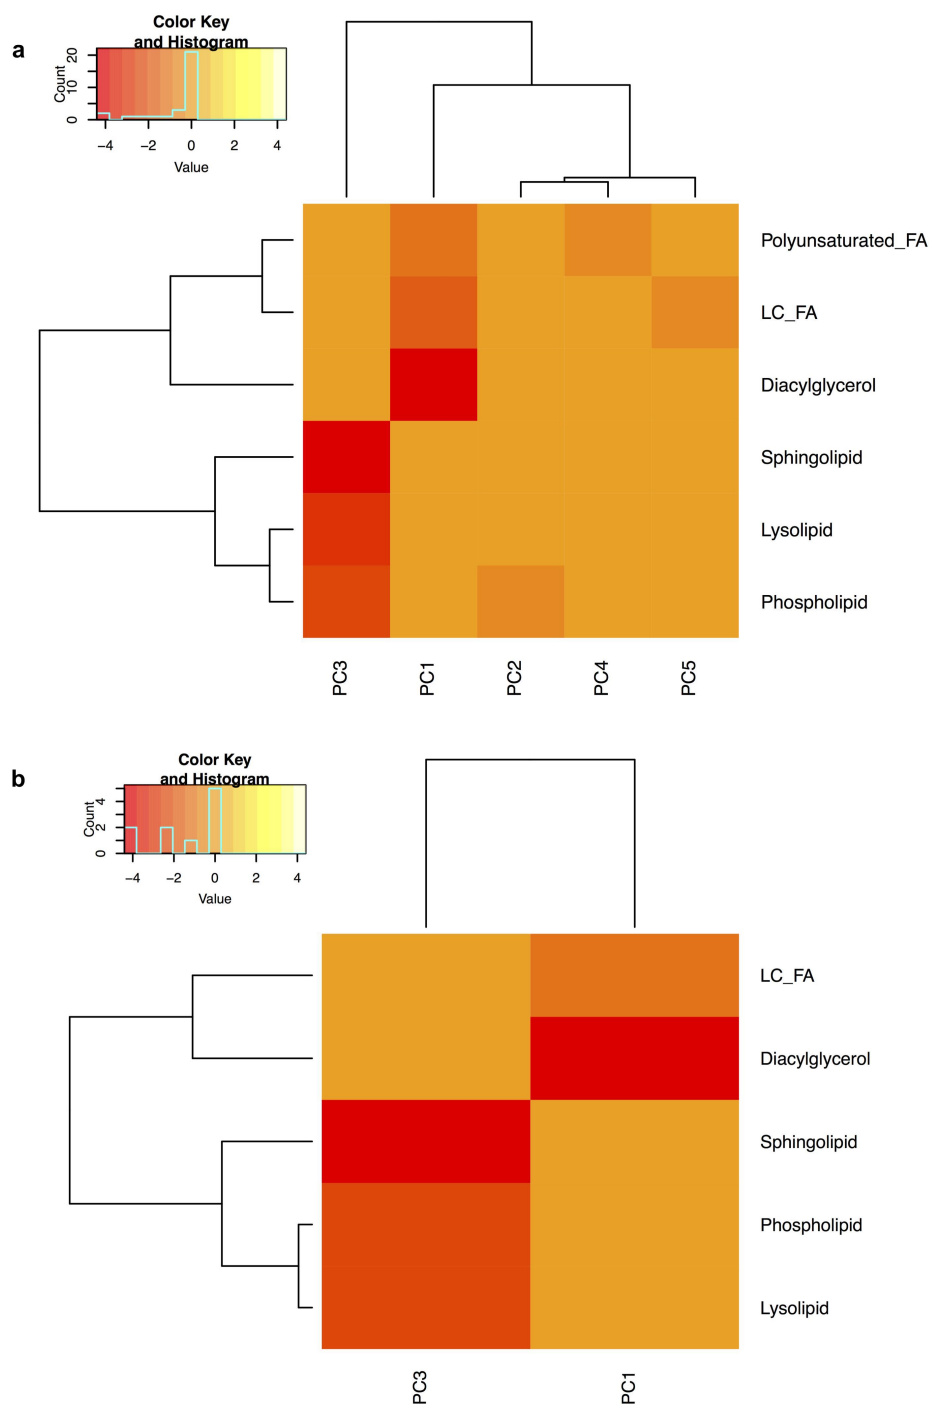 a
Color Key
and Histogram
Count
0 10 20
−4 −2 0 2 4
Value
Polyunsaturated_FA
LC_FA
Diacylglycerol
Sphingolipid
Lysolipid
Phospholipid
PC3 PC1 PC2 PC4 PC5
b
Color Key
and Histogram
Count
0 2 4
−4 −2 0 2 4
Value
LC_FA
Diacylglycerol
Sphingolipid
Phospholipid
Lysolipid
PC3 PC1